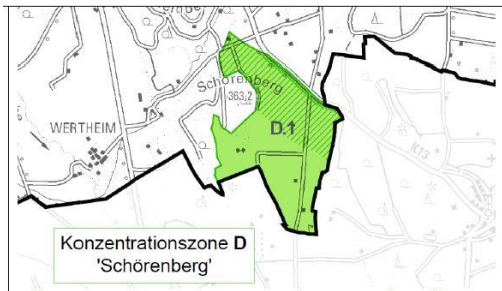 Schörenberg
363,2
D.1
WERTHEIM
K13
Konzentrationszone D
'Schörenberg'